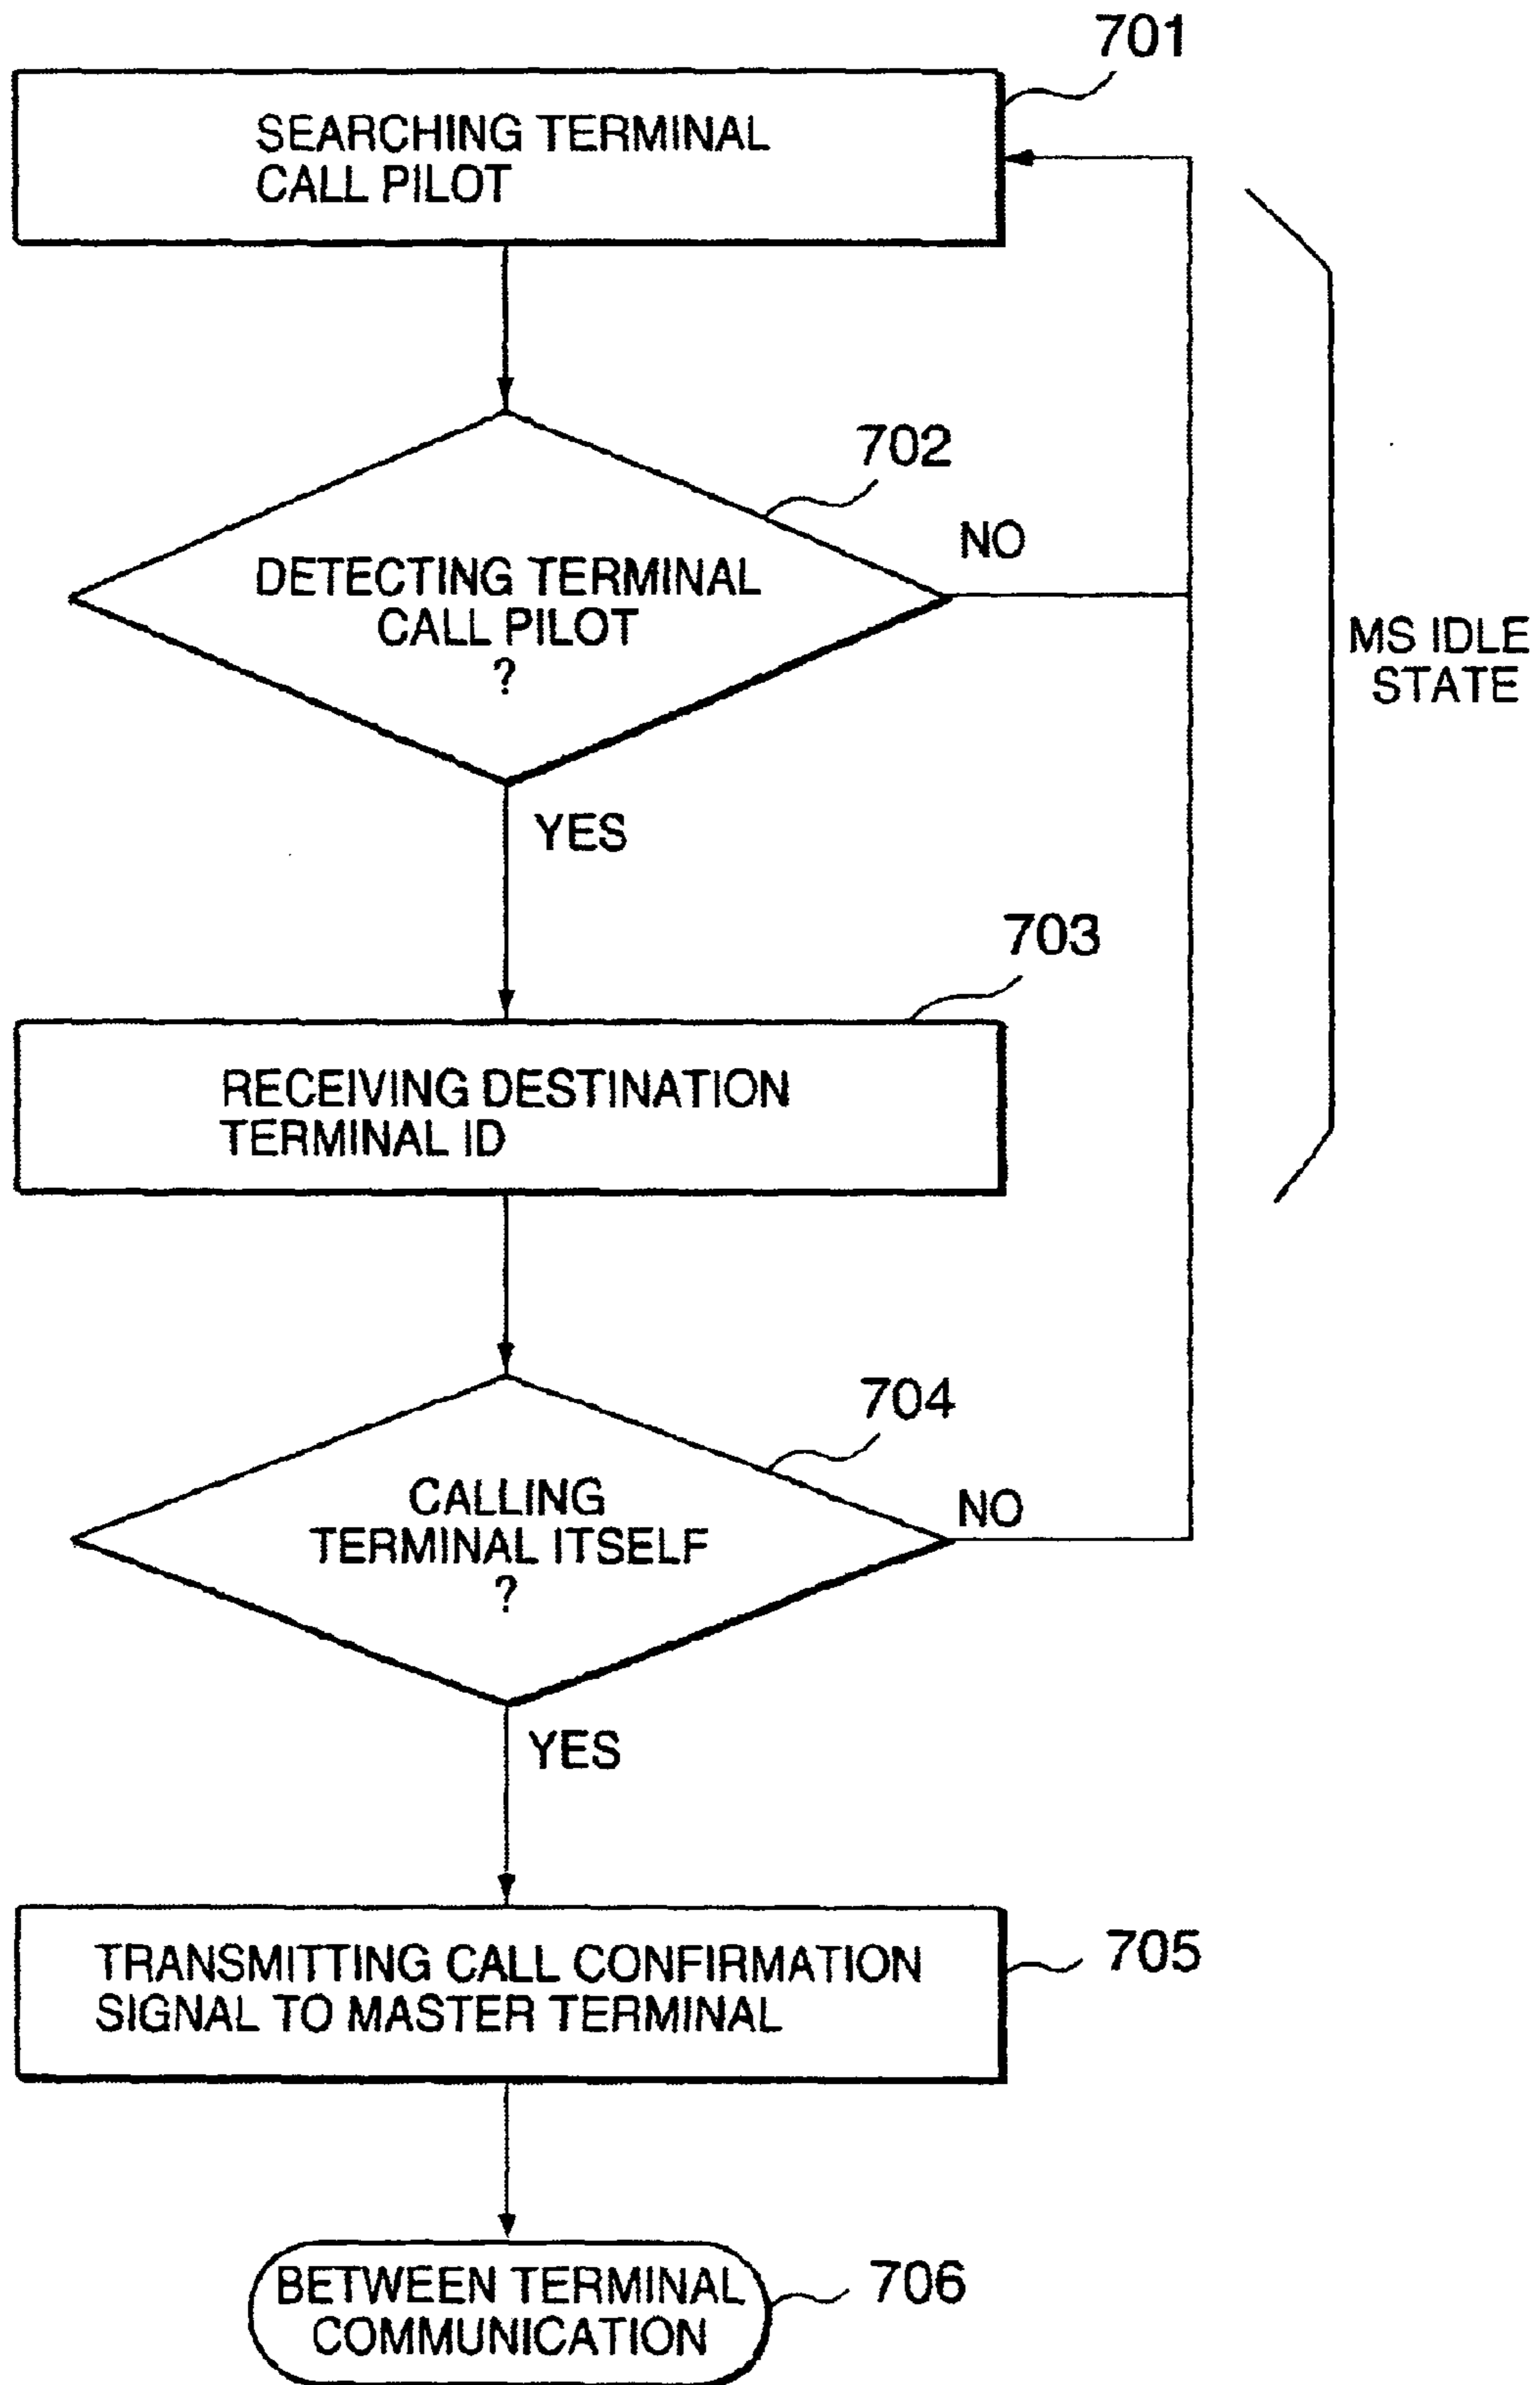 701
SEARCHING TERMINAL
CALL PILOT
702
NO
DETECTING TERMINAL
CALL PILOT
?
MS IDLE
STATE
YES
703
RECEIVING DESTINATION
TERMINAL ID
704
NO
CALLING
TERMINAL ITSELF
?
YES
705
TRANSMITTING CALL CONFIRMATION
SIGNAL TO MASTER TERMINAL
706
BETWEEN TERMINAL
COMMUNICATION